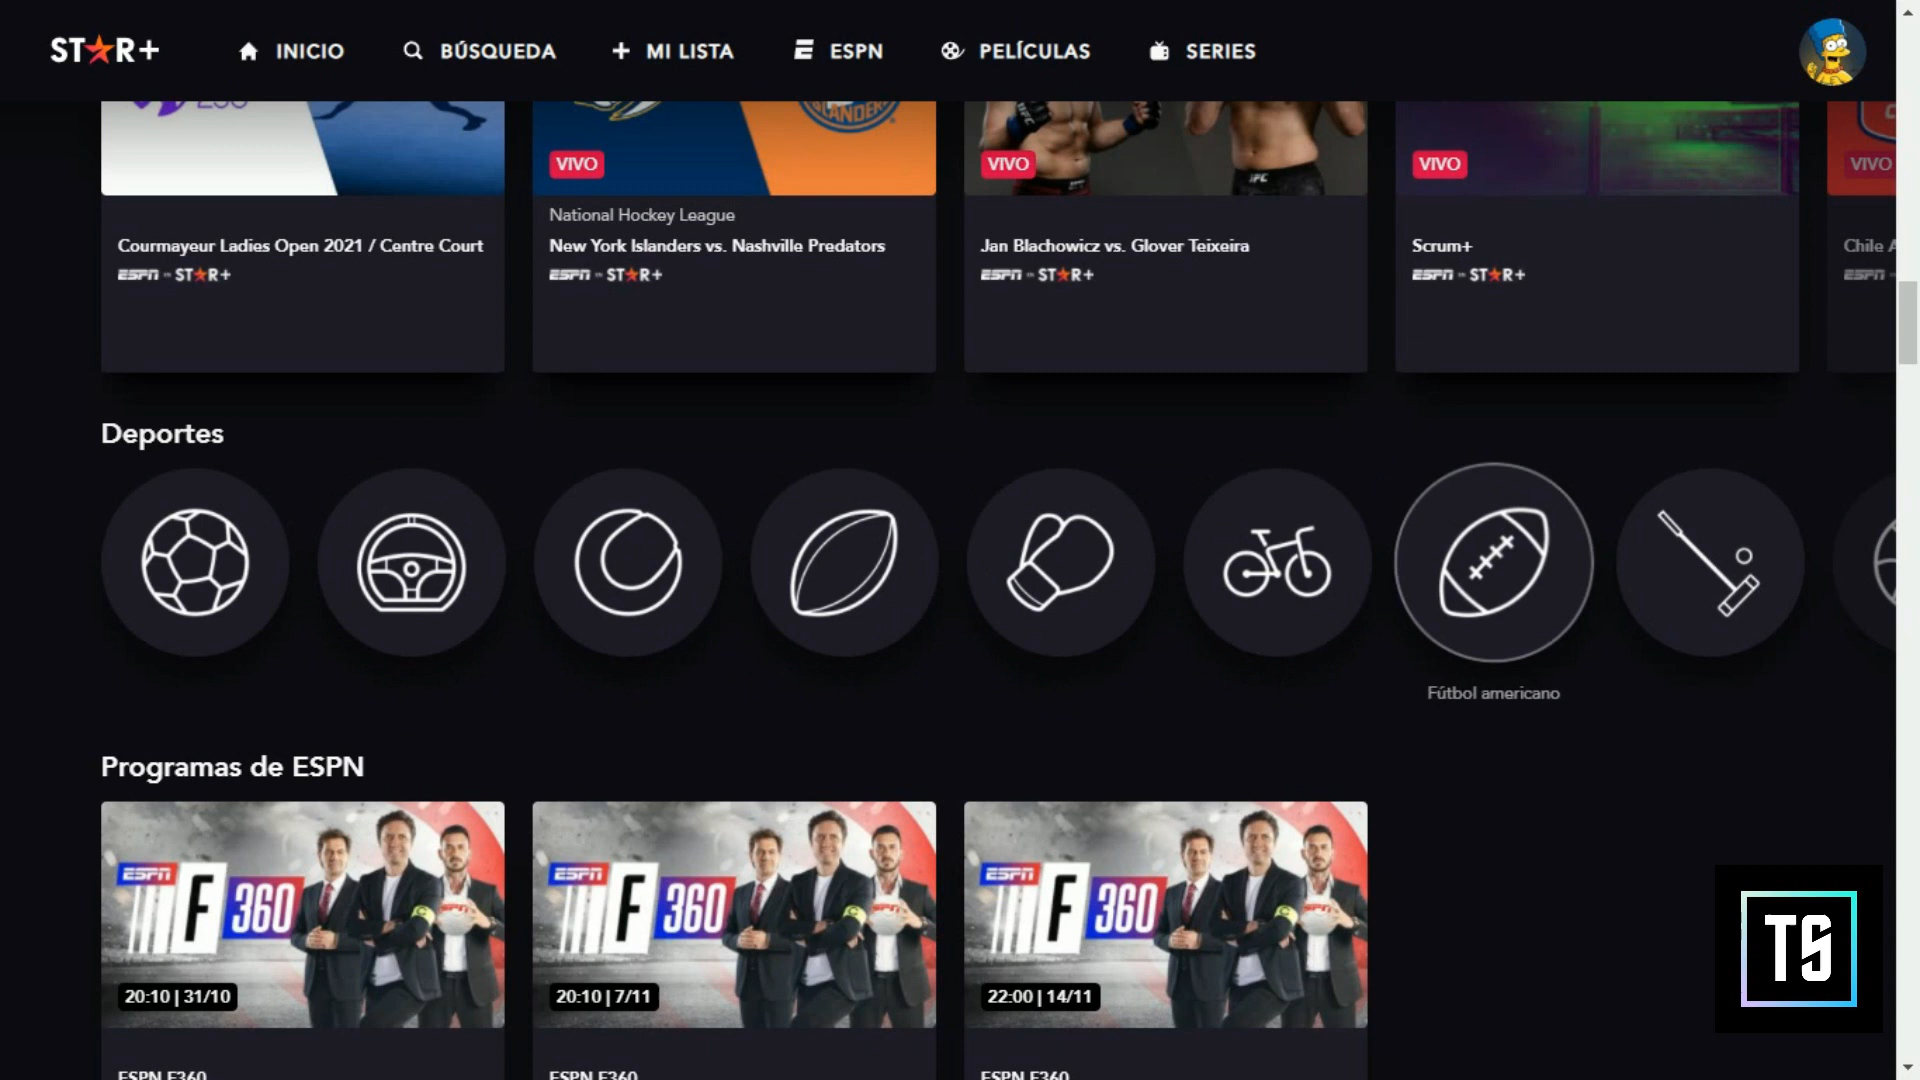 ST★R+
INICIO
BÚSQUEDA
MI LISTA
ESPN
PELÍCULAS
SERIES
VIVO
VIVO
VIVO
VIVO
National Hockey League
Courmayeur Ladies Open 2021 / Centre Court
New York Islanders vs. Nashville Predators
Jan Blachowicz vs. Glover Teixeira
Scrum+
Chile
ESPN ST★R+
ESPN ST★R+
ESPN ST★R+
ESPN ST★R+
ESPN
Deportes
Fútbol americano
Programas de ESPN
ESPN
F 360
20:10 | 31/10
ESPN
F 360
20:10 | 7/11
ESPN
F 360
22:00 | 14/11
TS
ESPN F360
ESPN F360
ESPN F360